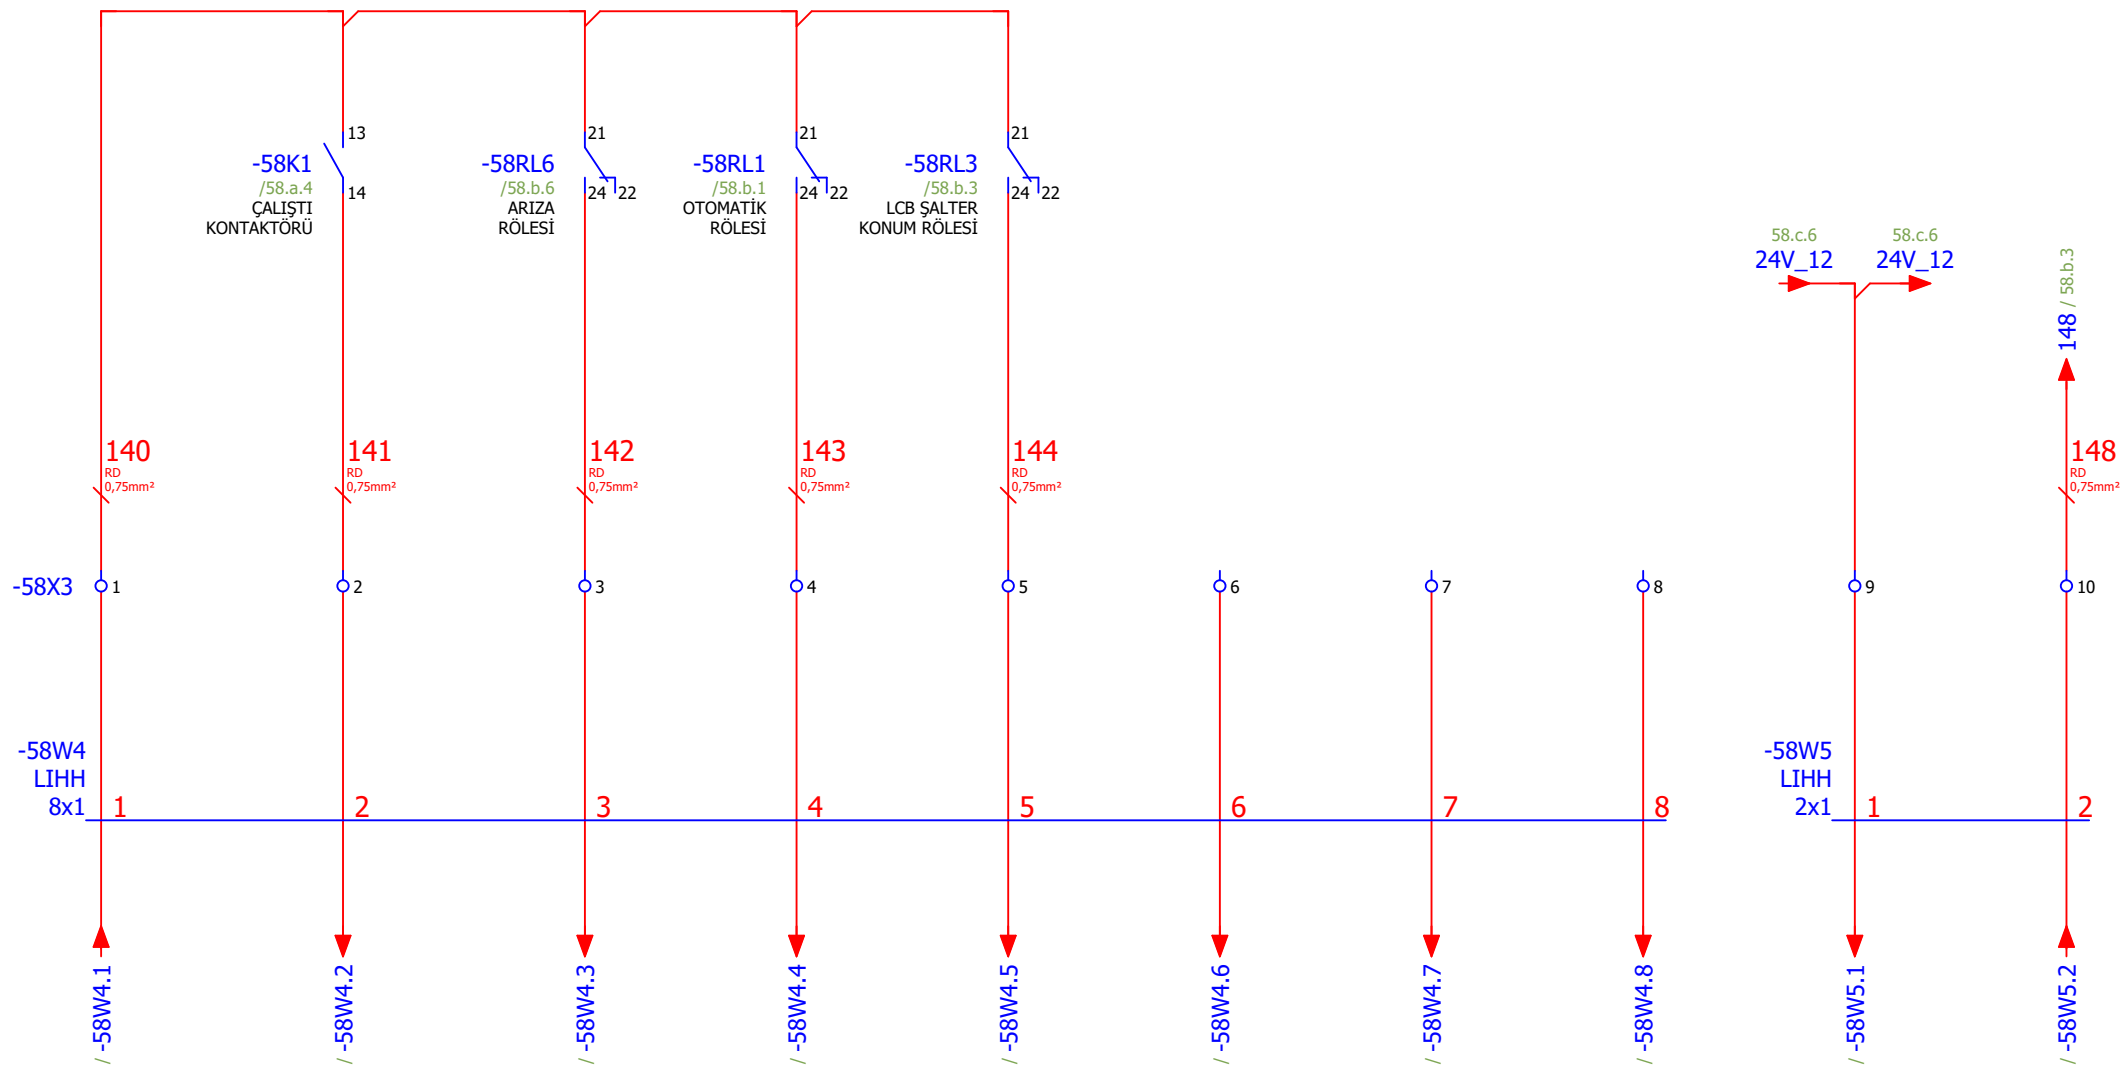 13
21
21
21
-58K1
-58RL6
-58RL1
-58RL3
/58.a.4
14
/58.b.6
24 22
/58.b.1
24 22
/58.b.3
24 22
ÇALIŞTI
KONTAKTÖRÜ
ARIZA
RÖLESİ
OTOMATİK
RÖLESİ
LCB ŞALTER
KONUM RÖLESİ
58.c.6
24V_12
58.c.6
24V_12
148 / 58.b.3
140
RD
0,75mm²
141
RD
0,75mm²
142
RD
0,75mm²
143
RD
0,75mm²
144
RD
0,75mm²
148
RD
0,75mm²
-58X3
1
2
3
4
5
6
7
8
9
10
-58W4
LIHH
8x1
1
2
3
4
5
6
7
8
-58W5
LIHH
2x1
1
2
/ -58W4.1
/ -58W4.2
/ -58W4.3
/ -58W4.4
/ -58W4.5
/ -58W4.6
/ -58W4.7
/ -58W4.8
/ -58W5.1
/ -58W5.2